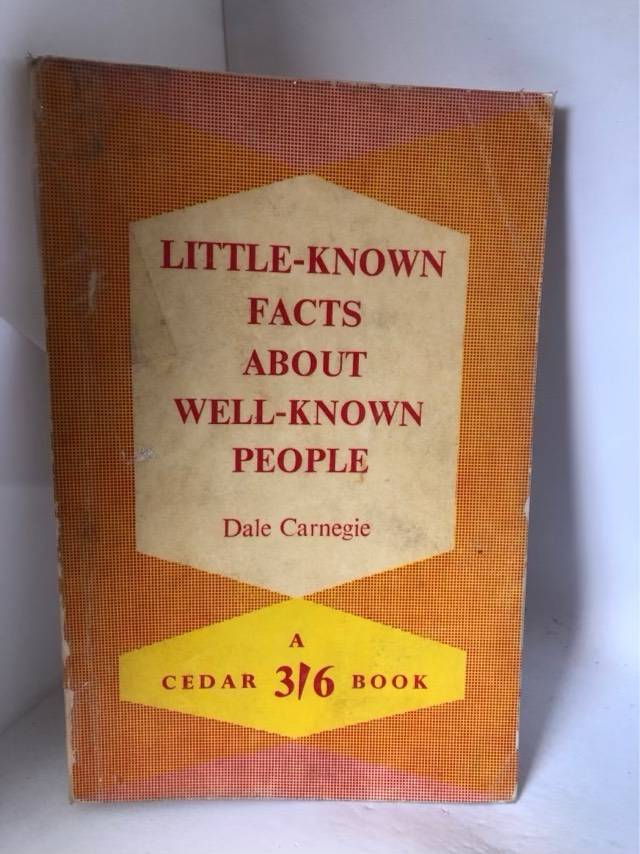 LITTLE-KNOWN
FACTS
ABOUT
WELL-KNOWN
PEOPLE
Dale Carnegie
A
CEDAR 3/6 BOOK